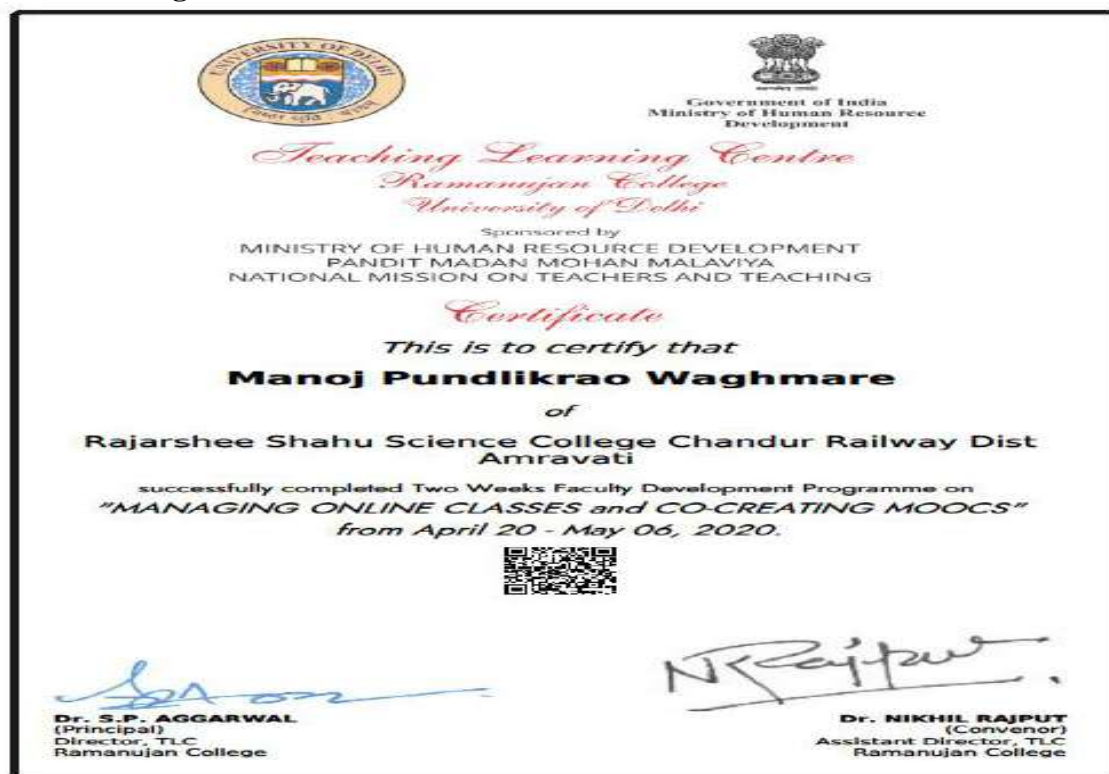 UNIVERSITY OF DELHI
Government of India
Ministry of Human Resource
Development
Teaching Learning Centre
Ramanujan College
University of Delhi
Sponsored by
MINISTRY OF HUMAN RESOURCE DEVELOPMENT
PANDIT MADAN MOHAN MALAVIYA
NATIONAL MISSION ON TEACHERS AND TEACHING
Certificate
This is to certify that
Manoj Pundlikrao Waghmare
of
Rajarshee Shahu Science College Chandur Railway Dist
Amravati
successfully completed Two Weeks Faculty Development Programme on
"MANAGING ONLINE CLASSES and CO-CREATING MOOCS"
from April 20 - May 06, 2020.
Dr. S.P. AGGARWAL
(Principal)
Director, TLC
Ramanujan College
Dr. NIKHIL RAJPUT
(Convenor)
Assistant Director, TLC
Ramanujan College